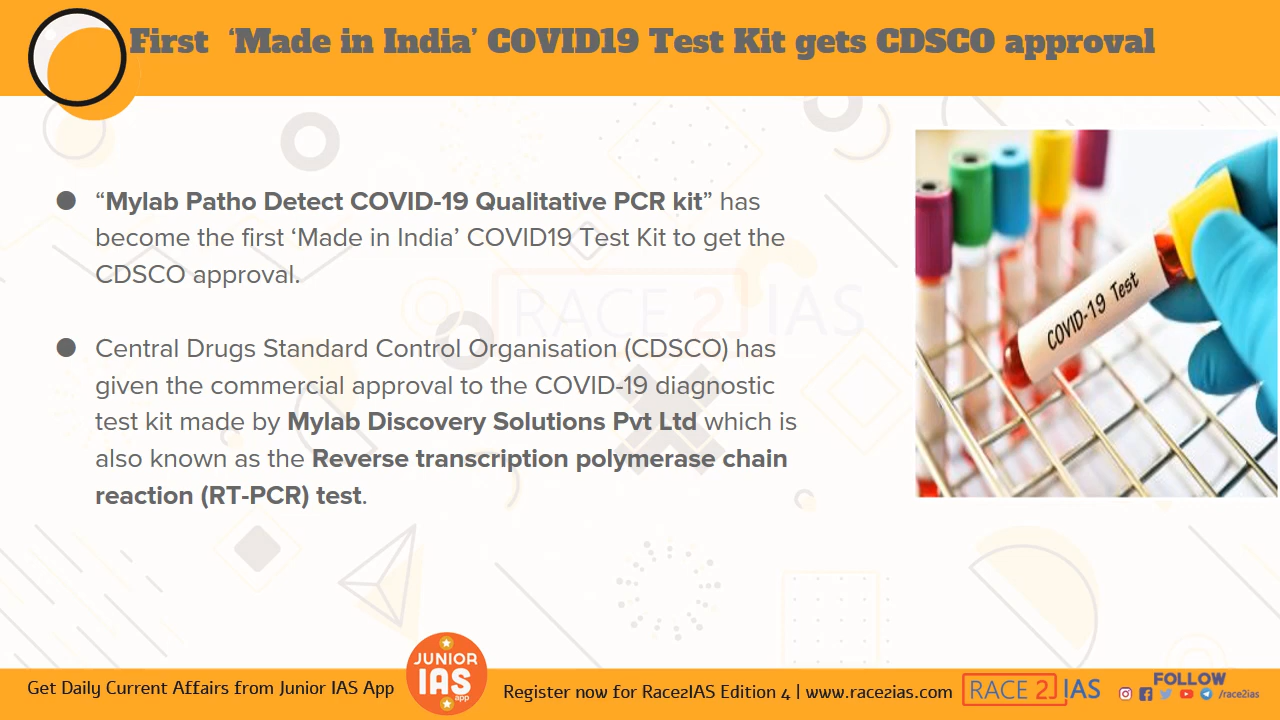 First ‘Made in India’ COVID19 Test Kit gets CDSCO approval
“Mylab Patho Detect COVID-19 Qualitative PCR kit” has
become the first ‘Made in India’ COVID19 Test Kit to get the
CDSCO approval.
Central Drugs Standard Control Organisation (CDSCO) has
given the commercial approval to the COVID-19 diagnostic
test kit made by Mylab Discovery Solutions Pvt Ltd which is
also known as the Reverse transcription polymerase chain
reaction (RT-PCR) test.
COVID-19 Test
RACE 2J IAS
Get Daily Current Affairs from Junior IAS App
JUNIOR
IAS
app
Register now for Race2IAS Edition 4 | www.race2ias.com
RACE 2J IAS
FOLLOW
/race2ias